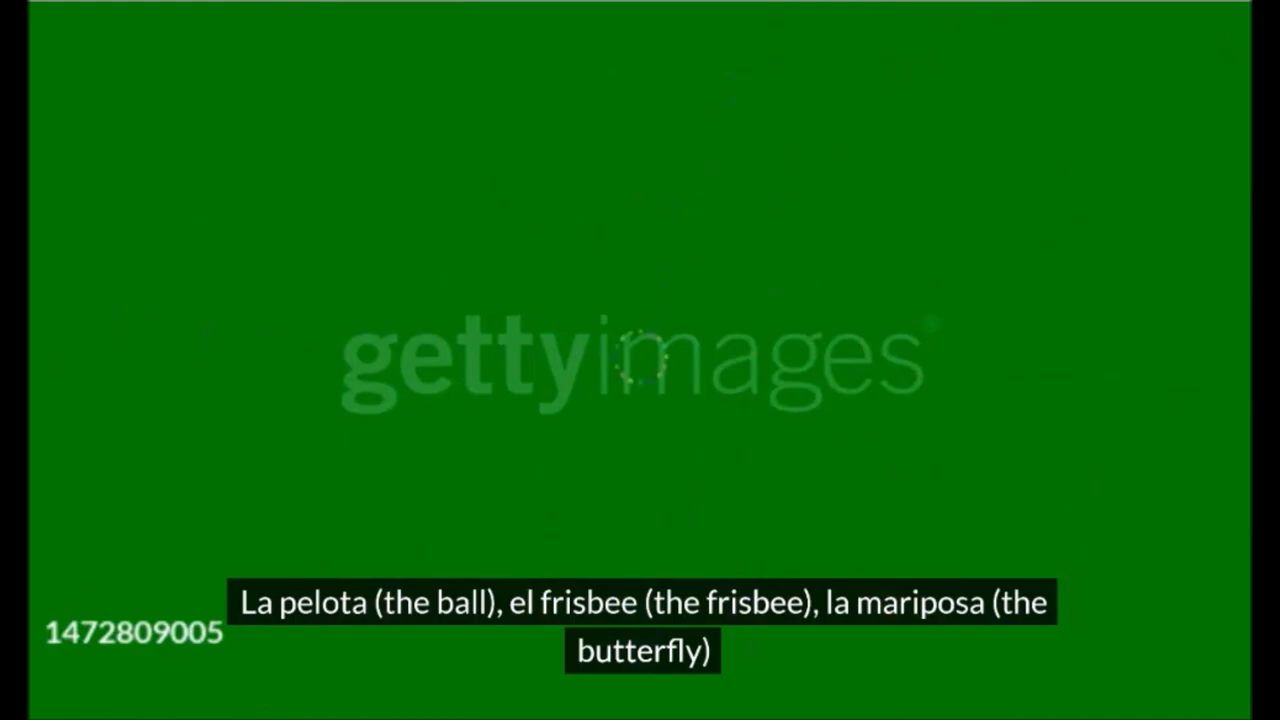 gettyimages®
La pelota (the ball), el frisbee (the frisbee), la mariposa (the
butterfly)
1472809005